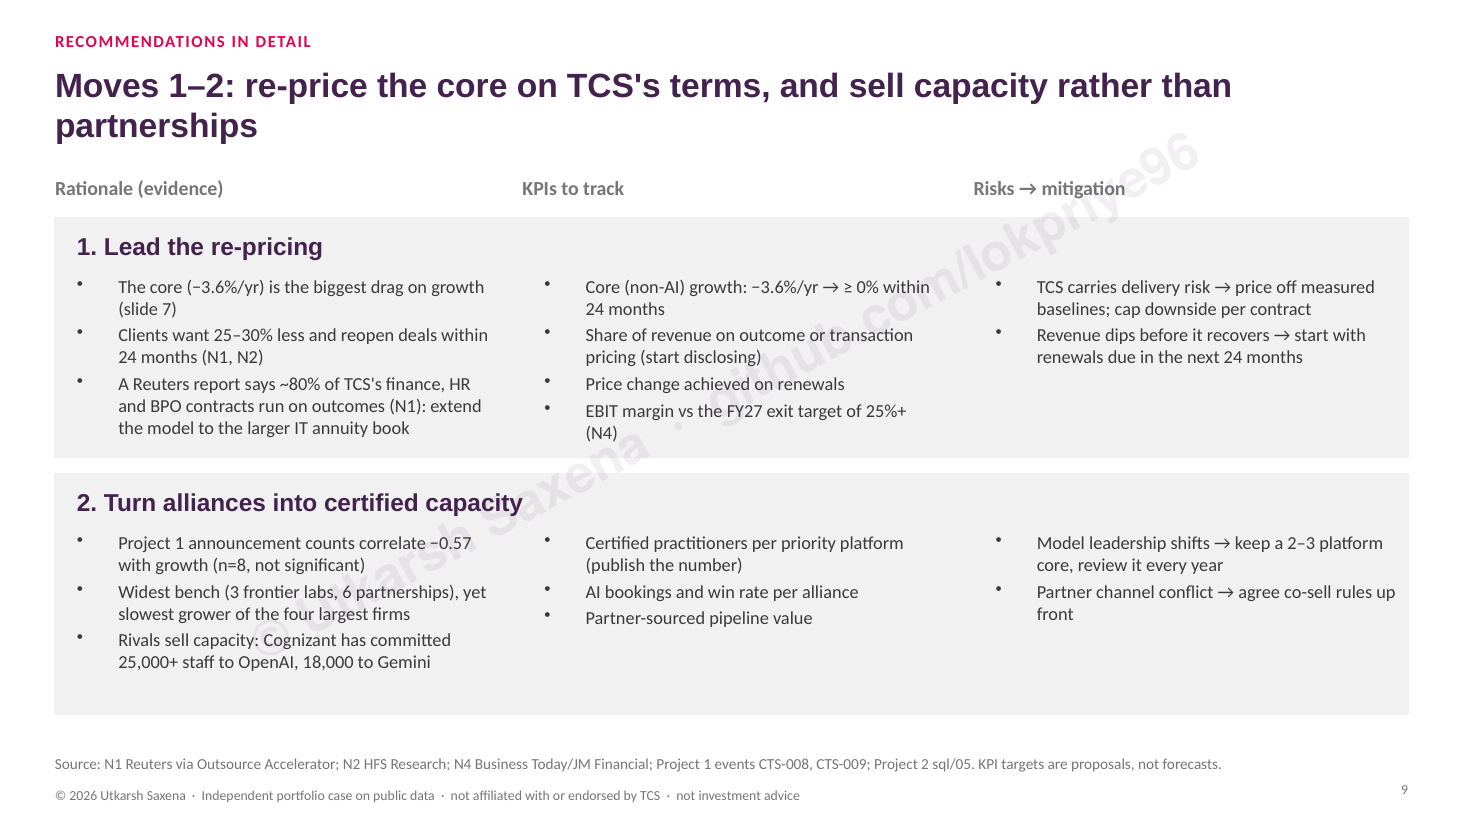 RECOMMENDATIONS IN DETAIL
Moves 1–2: re-price the core on TCS's terms, and sell capacity rather than
partnerships
Rationale (evidence)
KPIs to track
Risks → mitigation
1. Lead the re-pricing
• The core (−3.6%/yr) is the biggest drag on growth
(slide 7)
• Clients want 25–30% less and reopen deals within
24 months (N1, N2)
• A Reuters report says ~80% of TCS's finance, HR
and BPO contracts run on outcomes (N1): extend
the model to the larger IT annuity book
• Core (non-AI) growth: −3.6%/yr → ≥ 0% within
24 months
• Share of revenue on outcome or transaction
pricing (start disclosing)
• Price change achieved on renewals
• EBIT margin vs the FY27 exit target of 25%+
(N4)
• TCS carries delivery risk → price off measured
baselines; cap downside per contract
• Revenue dips before it recovers → start with
renewals due in the next 24 months
2. Turn alliances into certified capacity
• Project 1 announcement counts correlate −0.57
with growth (n=8, not significant)
• Widest bench (3 frontier labs, 6 partnerships), yet
slowest grower of the four largest firms
• Rivals sell capacity: Cognizant has committed
25,000+ staff to OpenAI, 18,000 to Gemini
• Certified practitioners per priority platform
(publish the number)
• AI bookings and win rate per alliance
• Partner-sourced pipeline value
• Model leadership shifts → keep a 2–3 platform
core, review it every year
• Partner channel conflict → agree co-sell rules up
front
© Utkarsh Saxena · github.com/lokpriye96
Source: N1 Reuters via Outsource Accelerator; N2 HFS Research; N4 Business Today/JM Financial; Project 1 events CTS-008, CTS-009; Project 2 sql/05. KPI targets are proposals, not forecasts.
© 2026 Utkarsh Saxena · Independent portfolio case on public data · not affiliated with or endorsed by TCS · not investment advice
9